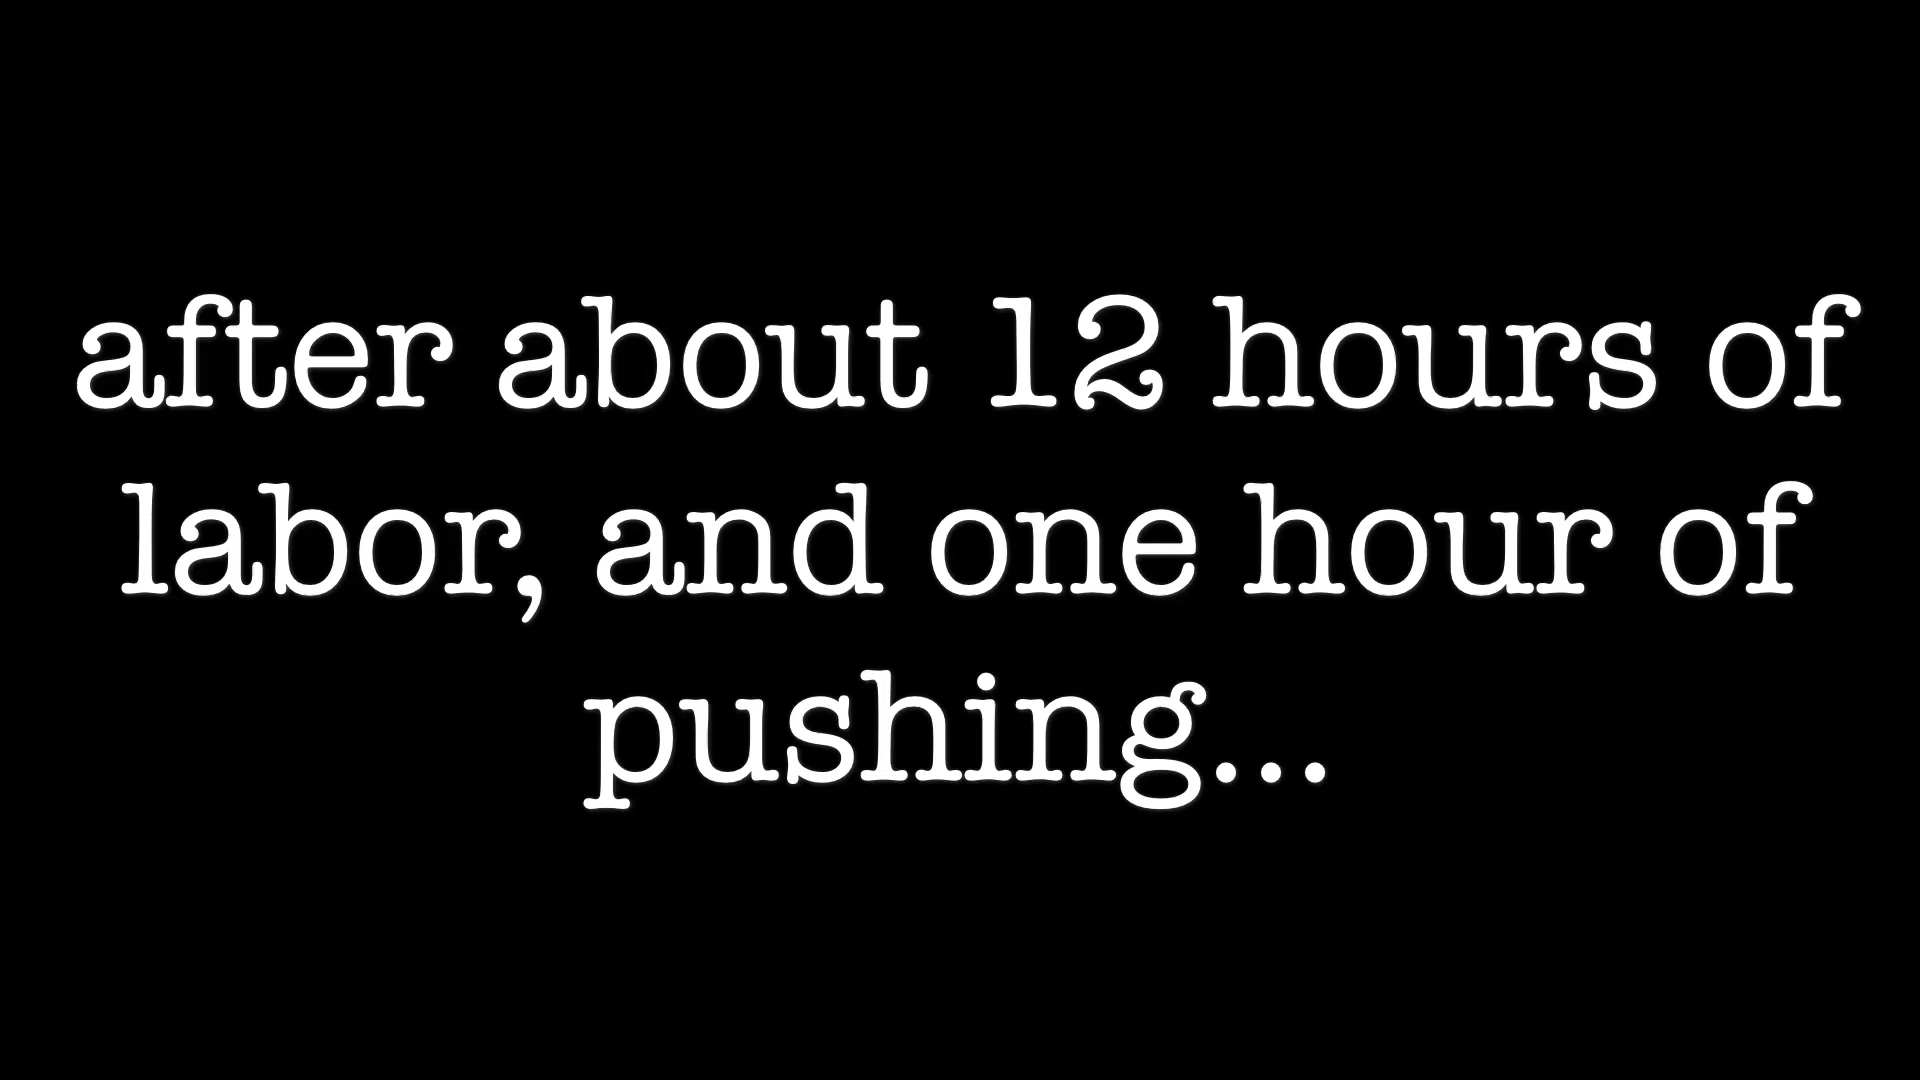 after about 12 hours of
labor, and one hour of
pushing...